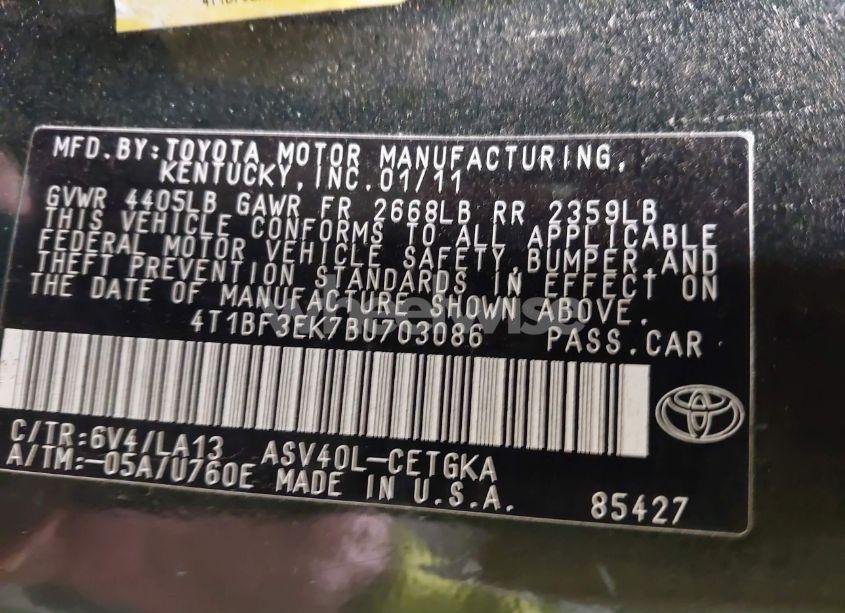 MFD. BY: TOYOTA MOTOR MANUFACTURING,
KENTUCKY, INC. 01/11
GVWR 4405LB GAWR FR 2668LB RR 2359LB
THIS VEHICLE CONFORMS TO ALL APPLICABLE
FEDERAL MOTOR VEHICLE SAFETY, BUMPER, AND
THEFT PREVENTION STANDARDS IN EFFECT ON
THE DATE OF MANUFACTURE SHOWN ABOVE.
4T1BF3EK7BU703086 PASS. CAR
C/TR: 6V4/LA13 ASV40L-CETGKA
A/TM: -05A/U760E MADE IN U.S.A.
85427